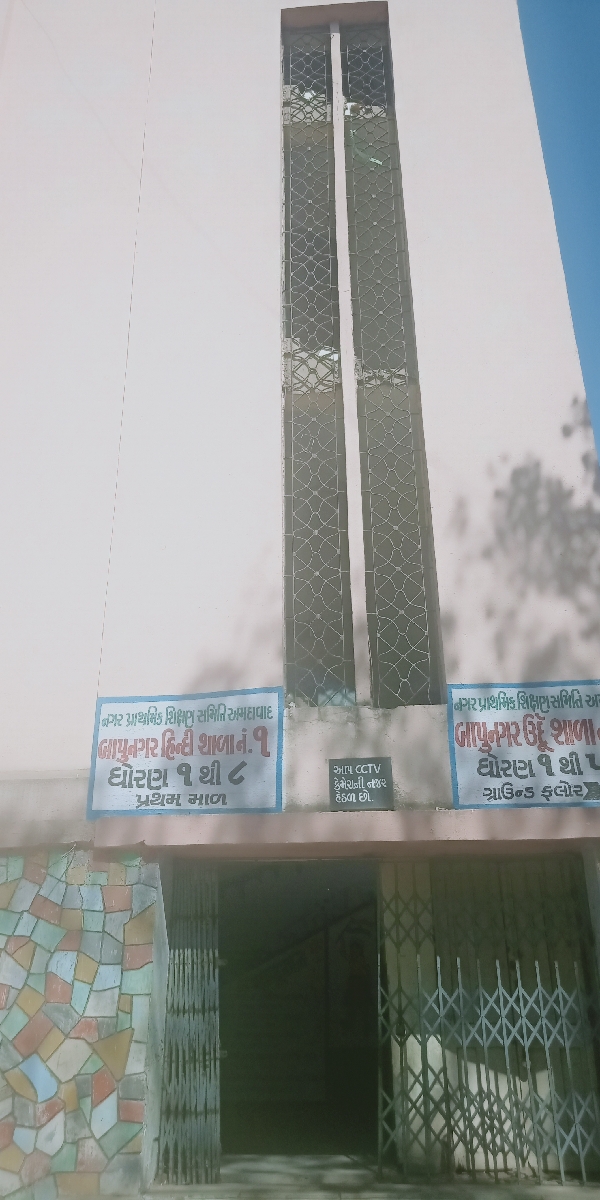 નગર પ્રાથમિક શિક્ષણ સમિતિ અમદાવાદ
બાપુનગર હિન્દી શાળા નં. ૧
ધોરણ ૧ થી ૮
પ્રથમ માળ
આપ CCTV
કેમેરાની નજર
હેઠળ છો.
નગર પ્રાથમિક શિક્ષણ સમિતિ
બાપુનગર ઉર્દૂ શાળા
ધોરણ ૧ થી
ગ્રાઉન્ડ ફ્લોર